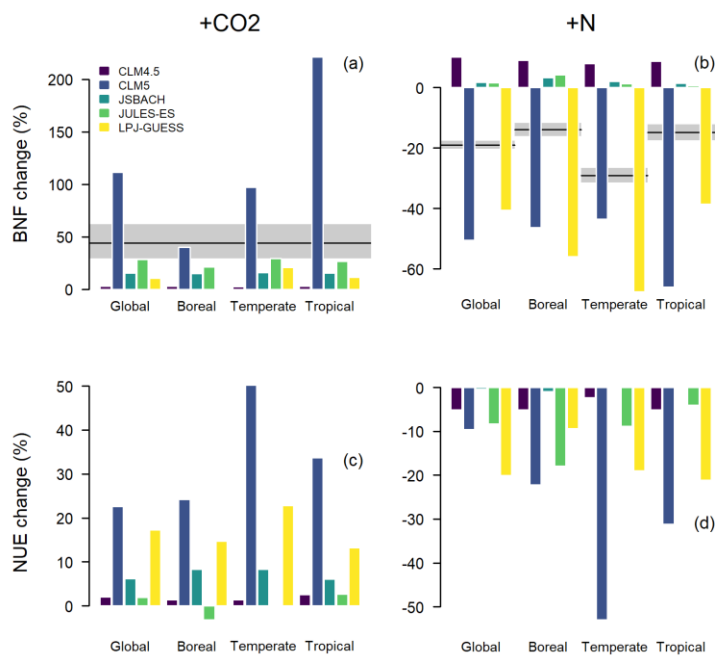 +CO2
+N
(a)
CLM4.5
CLM5
JSBACH
JULES-ES
LPJ-GUESS
BNF change (%)
200
150
100
50
0
Global Boreal Temperate Tropical
(b)
0
-20
-40
-60
Global Boreal Temperate Tropical
NUE change (%)
50
40
30
20
10
0
(c)
Global Boreal Temperate Tropical
0
-10
-20
-30
-40
-50
(d)
Global Boreal Temperate Tropical